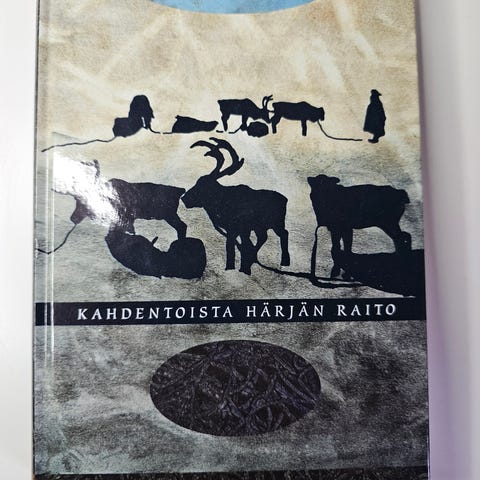 KAHDENTOISTA HÄRJÄN RAITO